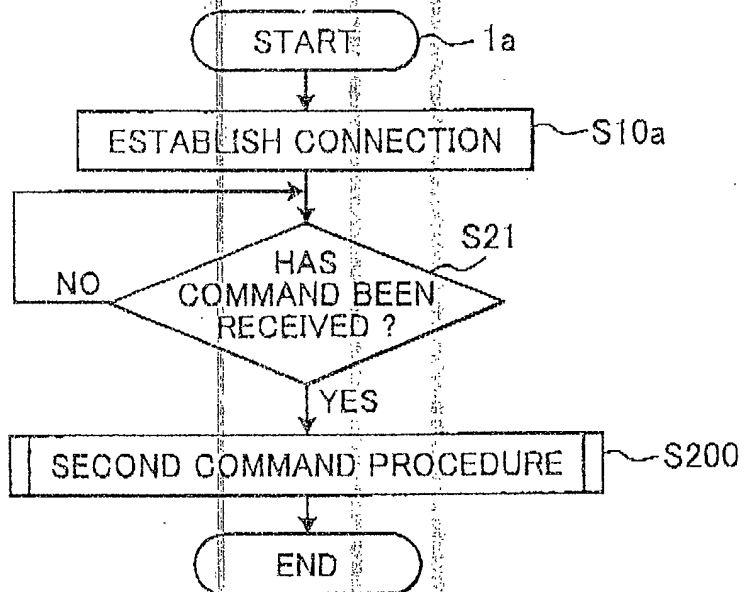 START
1a
ESTABLISH CONNECTION
S10a
S21
HAS
COMMAND BEEN
RECEIVED ?
NO
YES
SECOND COMMAND PROCEDURE
S200
END